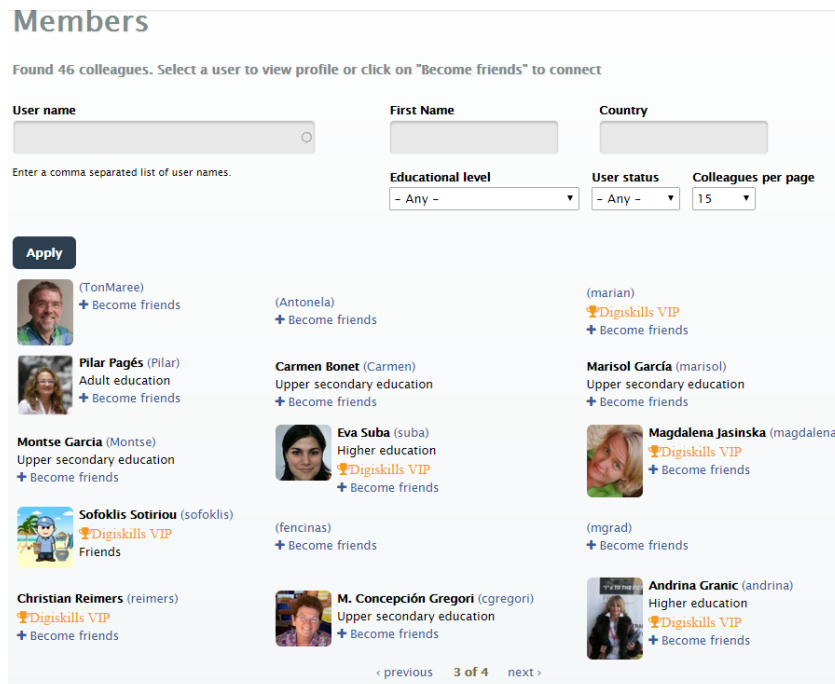 Members
Found 46 colleagues. Select a user to view profile or click on "Become friends" to connect
User name
First Name
Country
Enter a comma separated list of user names.
Educational level
User status
Colleagues per page
- Any -
- Any -
15
Apply
(TonMaree)
+ Become friends
(Antonela)
+ Become friends
(marian)
Digiskills VIP
+ Become friends
Pilar Pagés (Pilar)
Adult education
+ Become friends
Carmen Bonet (Carmen)
Upper secondary education
+ Become friends
Marisol García (marisol)
Upper secondary education
+ Become friends
Montse Garcia (Montse)
Upper secondary education
+ Become friends
Eva Suba (suba)
Higher education
Digiskills VIP
+ Become friends
Magdalena Jasinska (magdalena
Digiskills VIP
+ Become friends
Sofoklis Sotiriou (sofoklis)
Digiskills VIP
Friends
(fencinas)
+ Become friends
(mgrad)
+ Become friends
Christian Reimers (reimers)
Digiskills VIP
+ Become friends
M. Concepción Gregori (cgregori)
Upper secondary education
+ Become friends
Andrina Granic (andrina)
Higher education
Digiskills VIP
+ Become friends
‹ previous 3 of 4 next ›